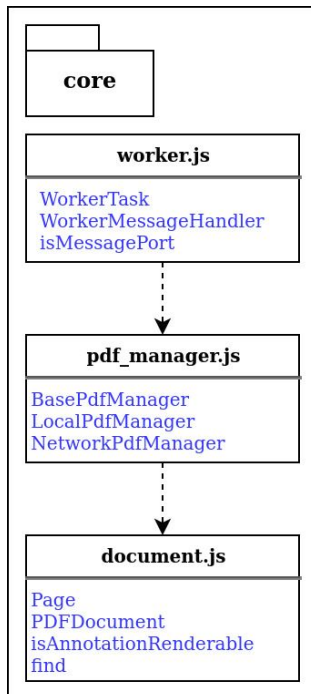 core
worker.js
WorkerTask
WorkerMessageHandler
isMessagePort
pdf_manager.js
BasePdfManager
LocalPdfManager
NetworkPdfManager
document.js
Page
PDFDocument
isAnnotationRenderable
find